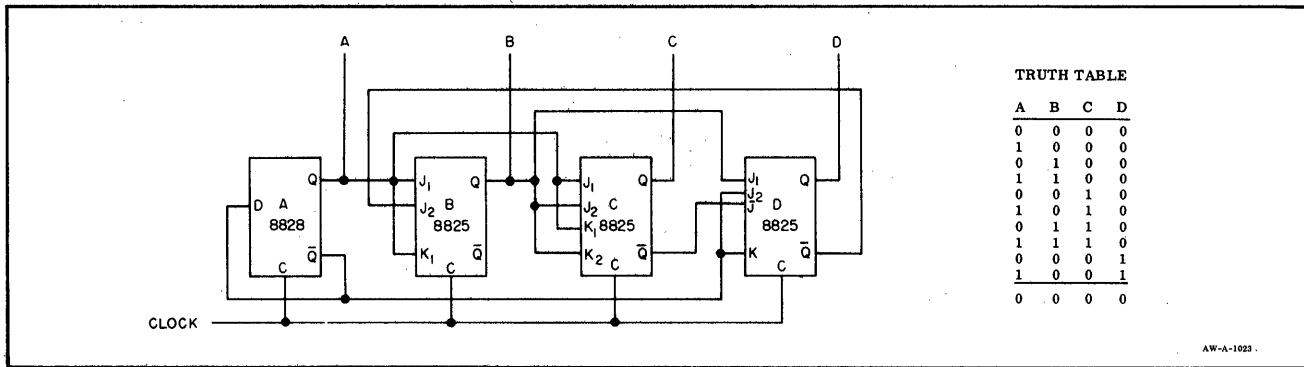 A B C D
TRUTH TABLE
A B C D
0 0 0 0
1 0 0 0
0 1 0 0
1 1 0 0
0 0 1 0
1 0 1 0
0 1 1 0
1 1 1 0
0 0 0 1
1 0 0 1
0 0 0 0
D A Q
8828
Q̅
C
J₁ Q
J₂ B
8825
K₁ Q̅
C
J₁ Q
J₂ C
K₁ 8825
K₂ Q̅
C
J₁ Q
J₂
J̅ D
8825
K Q̅
C
CLOCK
AW-A-1023